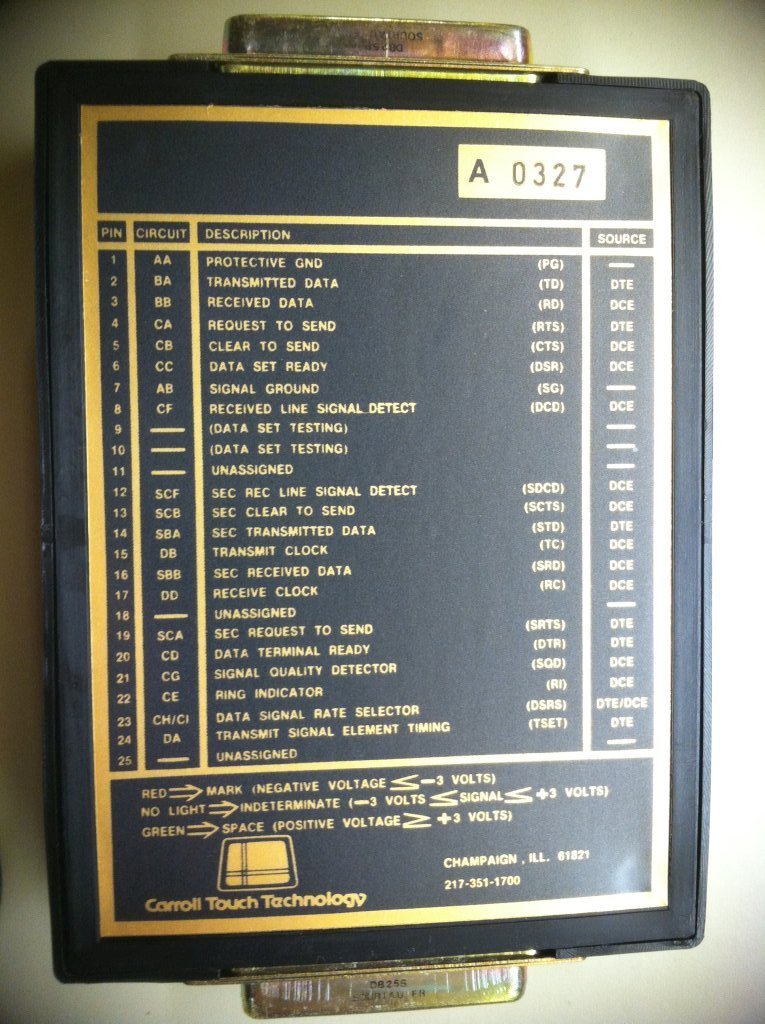 DB25P
SOURIAU
A 0327
PIN CIRCUIT DESCRIPTION SOURCE
1 AA PROTECTIVE GND (PG) —
2 BA TRANSMITTED DATA (TD) DTE
3 BB RECEIVED DATA (RD) DCE
4 CA REQUEST TO SEND (RTS) DTE
5 CB CLEAR TO SEND (CTS) DCE
6 CC DATA SET READY (DSR) DCE
7 AB SIGNAL GROUND (SG) —
8 CF RECEIVED LINE SIGNAL DETECT (DCD) DCE
9 — (DATA SET TESTING) —
10 — (DATA SET TESTING) —
11 — UNASSIGNED —
12 SCF SEC REC LINE SIGNAL DETECT (SDCD) DCE
13 SCB SEC CLEAR TO SEND (SCTS) DCE
14 SBA SEC TRANSMITTED DATA (STD) DTE
15 DB TRANSMIT CLOCK (TC) DCE
16 SBB SEC RECEIVED DATA (SRD) DCE
17 DD RECEIVE CLOCK (RC) DCE
18 — UNASSIGNED —
19 SCA SEC REQUEST TO SEND (SRTS) DTE
20 CD DATA TERMINAL READY (DTR) DTE
21 CG SIGNAL QUALITY DETECTOR (SQD) DCE
22 CE RING INDICATOR (RI) DCE
23 CH/CI DATA SIGNAL RATE SELECTOR (DSRS) DTE/DCE
24 DA TRANSMIT SIGNAL ELEMENT TIMING (TSET) DTE
25 — UNASSIGNED —
RED ⇒ MARK (NEGATIVE VOLTAGE ≤ −3 VOLTS)
NO LIGHT ⇒ INDETERMINATE (−3 VOLTS ≤ SIGNAL ≤ +3 VOLTS)
GREEN ⇒ SPACE (POSITIVE VOLTAGE ≥ +3 VOLTS)
CHAMPAIGN, ILL. 61821
217-351-1700
Carroll Touch Technology
DB25S